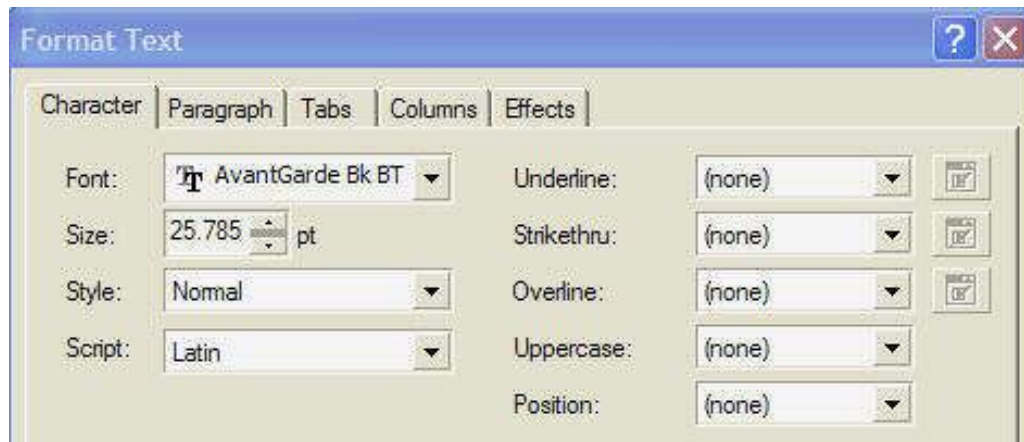 Format Text
Character Paragraph Tabs Columns Effects
Font: AvantGarde Bk BT Underline: (none)
Size: 25.785 pt Strikethru: (none)
Style: Normal Overline: (none)
Script: Latin Uppercase: (none)
Position: (none)